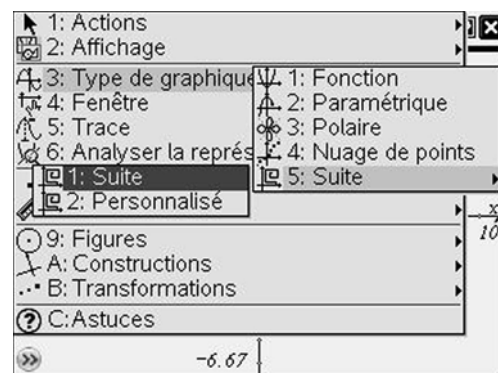 1: Actions
2: Affichage
3: Type de graphique
1: Fonction
4: Fenêtre
2: Paramétrique
5: Trace
3: Polaire
6: Analyser la représ
4: Nuage de points
1: Suite
5: Suite
2: Personnalisé
x
10
9: Figures
A: Constructions
B: Transformations
C:Astuces
-6.67